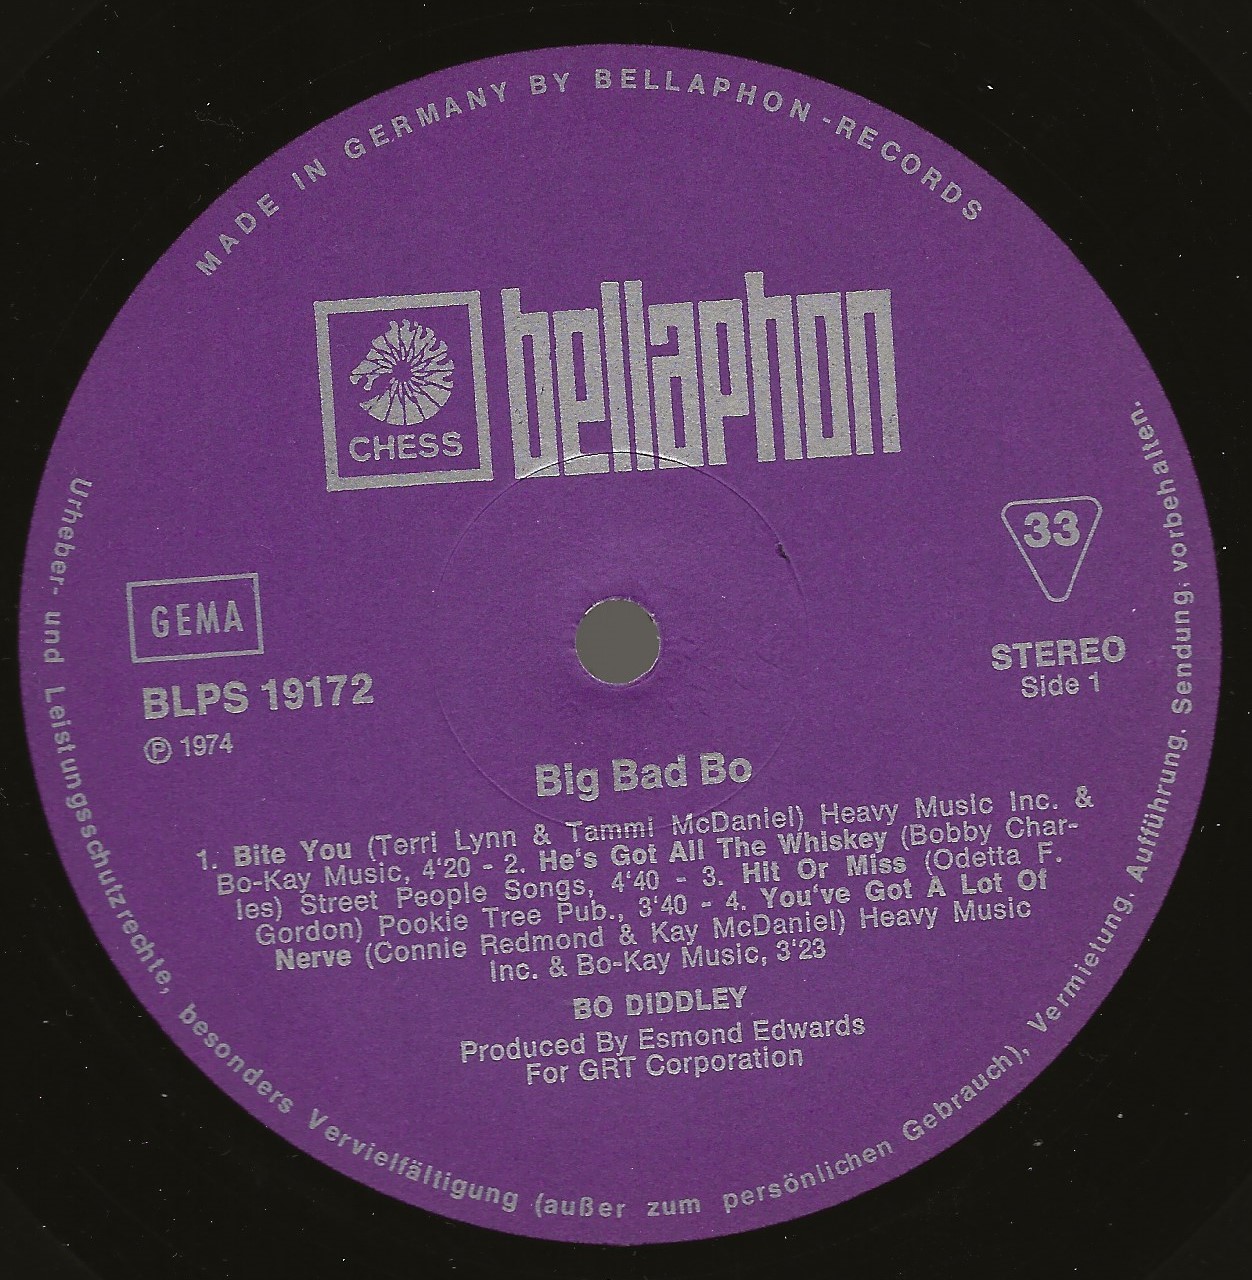 MADE IN GERMANY BY BELLAPHON-RECORDS
CHESS
bellaphon
33
GEMA
STEREO
Side 1
BLPS 19172
Ⓟ 1974
Big Bad Bo
1. Bite You (Terri Lynn & Tammi McDaniel) Heavy Music Inc. &
Bo-Kay Music, 4'20 - 2. He's Got All The Whiskey (Bobby Char-
les) Street People Songs, 4'40 - 3. Hit Or Miss (Odetta F.
Gordon) Pookie Tree Pub., 3'40 - 4. You've Got A Lot Of
Nerve (Connie Redmond & Kay McDaniel) Heavy Music
Inc. & Bo-Kay Music, 3'23
BO DIDDLEY
Produced By Esmond Edwards
For GRT Corporation
Urheber- und Leistungsschutzrechte, besonders Vervielfältigung (außer zum persönlichen Gebrauch), Vermietung. Aufführung. Sendung, vorbehalten.